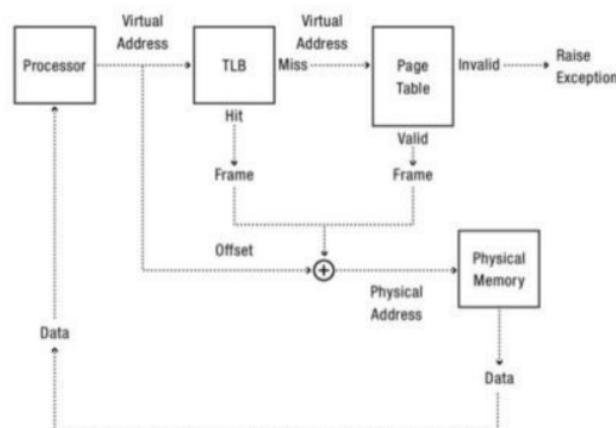 Virtual
Address
Virtual
Address
Processor
TLB
Miss
Page
Table
Invalid
Raise
Exception
Hit
Valid
Frame
Frame
Offset
Physical
Memory
Physical
Address
Data
Data